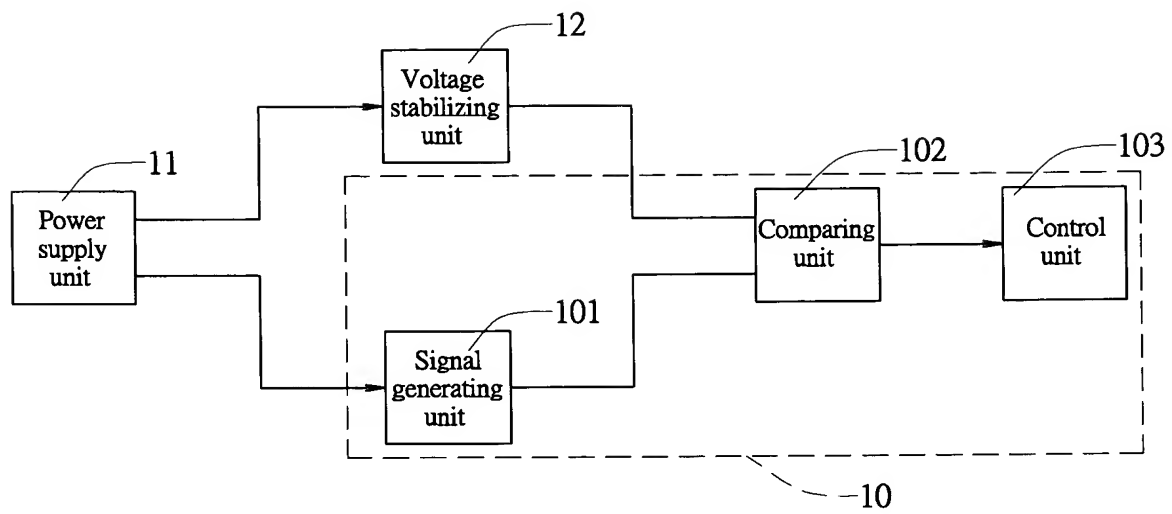 12
Voltage
stabilizing
unit
11
Power
supply
unit
102
Comparing
unit
103
Control
unit
101
Signal
generating
unit
10